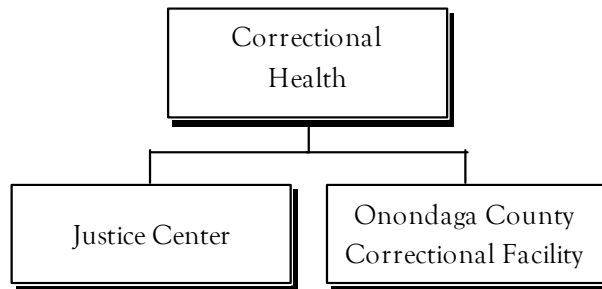 Correctional
Health
Justice Center
Onondaga County
Correctional Facility